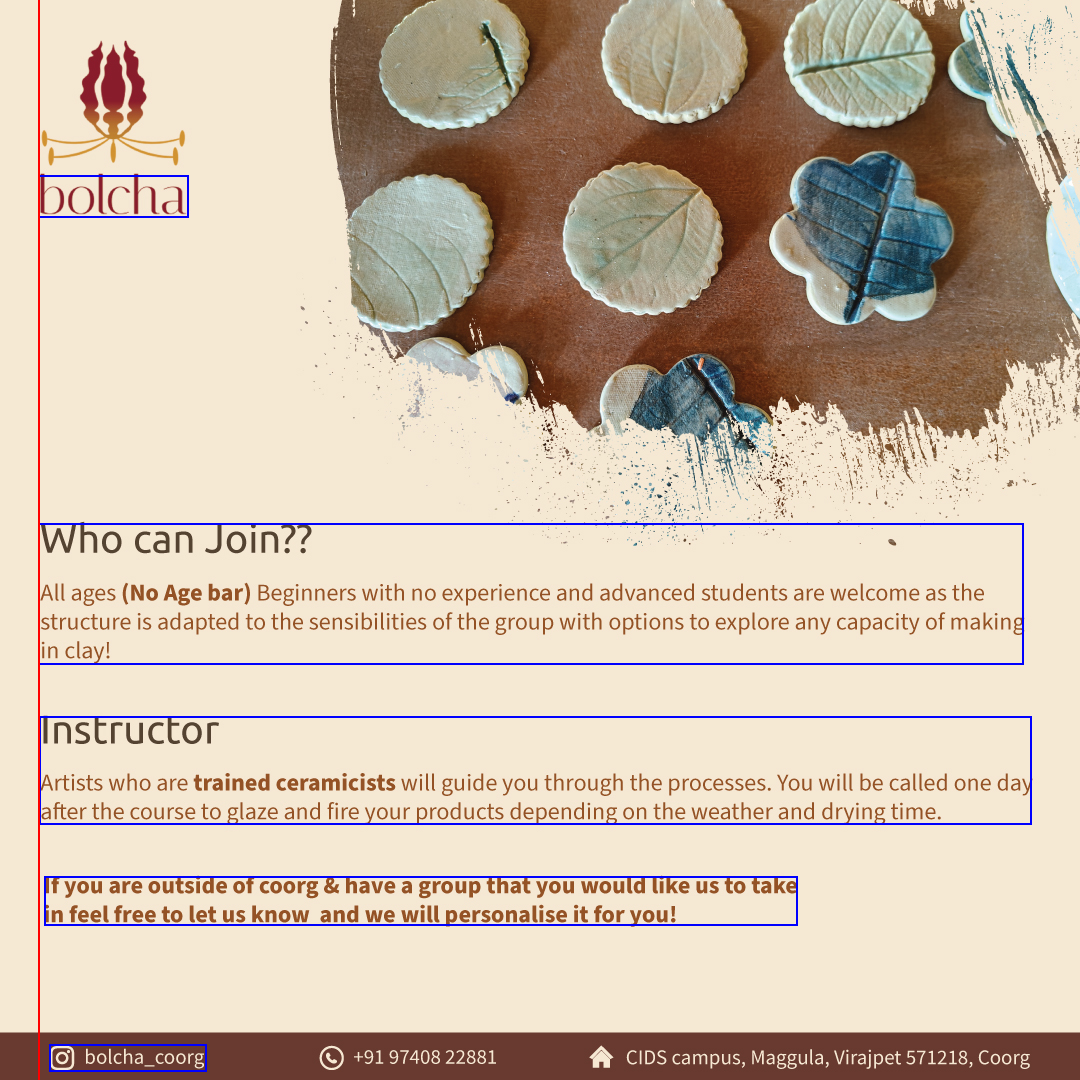 bolcha
Who can Join??
All ages (No Age bar) Beginners with no experience and advanced students are welcome as the
structure is adapted to the sensibilities of the group with options to explore any capacity of making
in clay!
Instructor
Artists who are trained ceramicists will guide you through the processes. You will be called one day
after the course to glaze and fire your products depending on the weather and drying time.
If you are outside of coorg & have a group that you would like us to take
in feel free to let us know  and we will personalise it for you!
bolcha_coorg +91 97408 22881 CIDS campus, Maggula, Virajpet 571218, Coorg